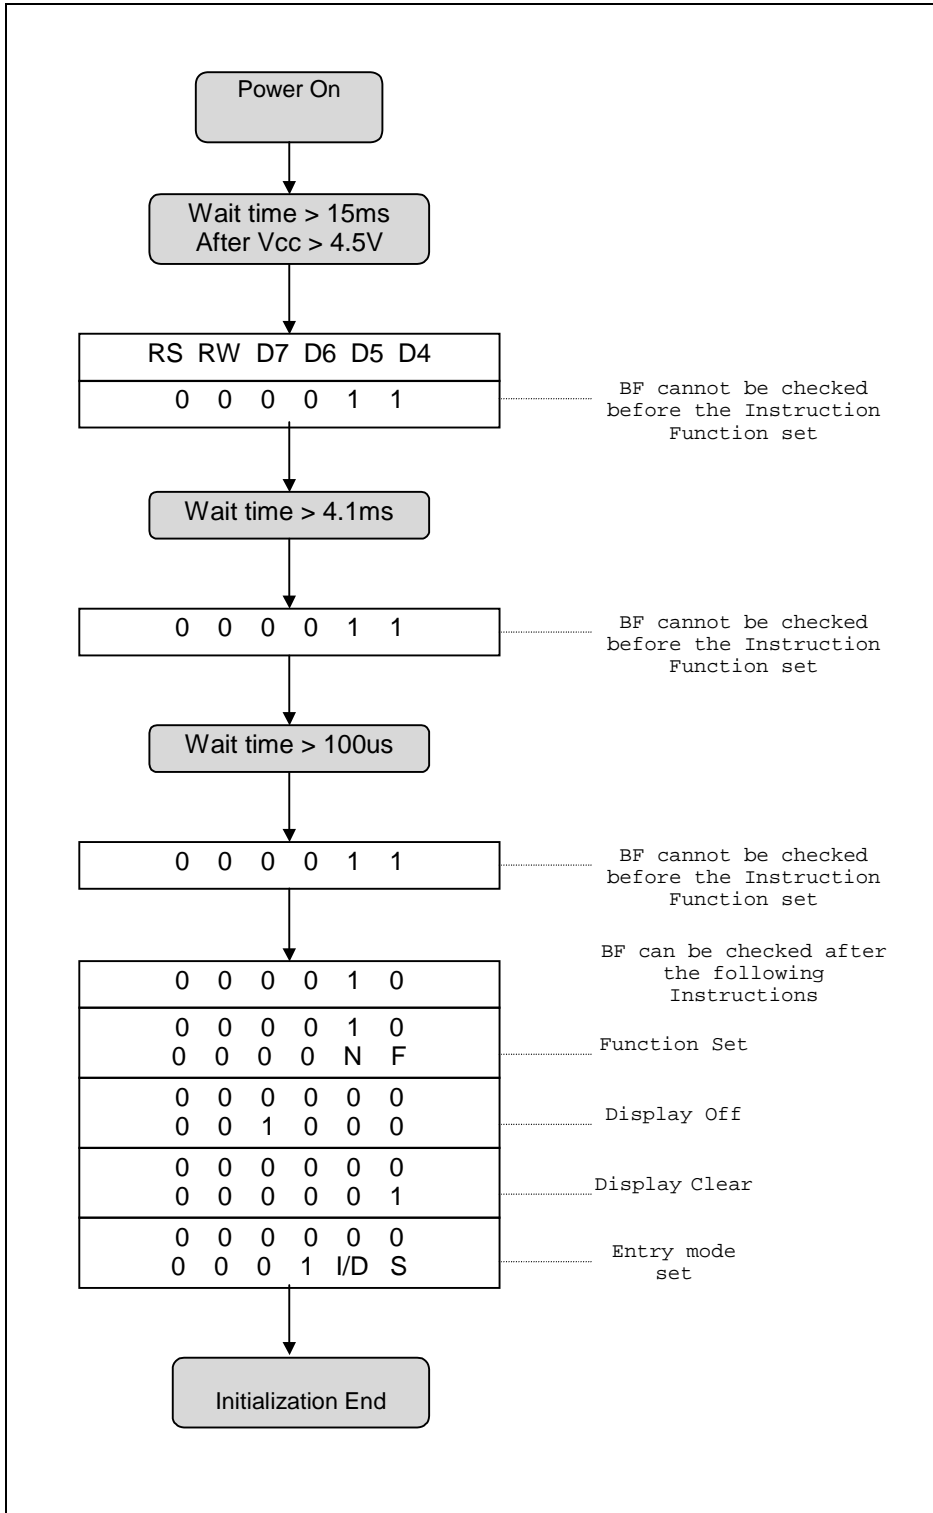 Power On
Wait time > 15ms
After Vcc > 4.5V
RS RW D7 D6 D5 D4
0 0 0 0 1 1
BF cannot be checked
before the Instruction
Function set
Wait time > 4.1ms
0 0 0 0 1 1
BF cannot be checked
before the Instruction
Function set
Wait time > 100us
0 0 0 0 1 1
BF cannot be checked
before the Instruction
Function set
BF can be checked after
the following
Instructions
0 0 0 0 1 0
0 0 0 0 1 0
0 0 0 0 N F
Function Set
0 0 0 0 0 0
0 0 1 0 0 0
Display Off
0 0 0 0 0 0
0 0 0 0 0 1
Display Clear
0 0 0 0 0 0
0 0 0 1 I/D S
Entry mode
set
Initialization End